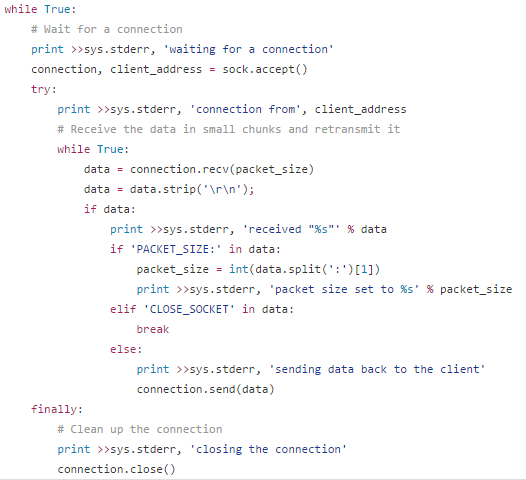 while True:
    # Wait for a connection
    print >>sys.stderr, 'waiting for a connection'
    connection, client_address = sock.accept()
    try:
        print >>sys.stderr, 'connection from', client_address
        # Receive the data in small chunks and retransmit it
        while True:
            data = connection.recv(packet_size)
            data = data.strip('\r\n');
            if data:
                print >>sys.stderr, 'received "%s"' % data
                if 'PACKET_SIZE:' in data:
                    packet_size = int(data.split(':')[1])
                    print >>sys.stderr, 'packet size set to %s' % packet_size
                elif 'CLOSE_SOCKET' in data:
                    break
                else:
                    print >>sys.stderr, 'sending data back to the client'
                    connection.send(data)
    finally:
        # Clean up the connection
        print >>sys.stderr, 'closing the connection'
        connection.close()